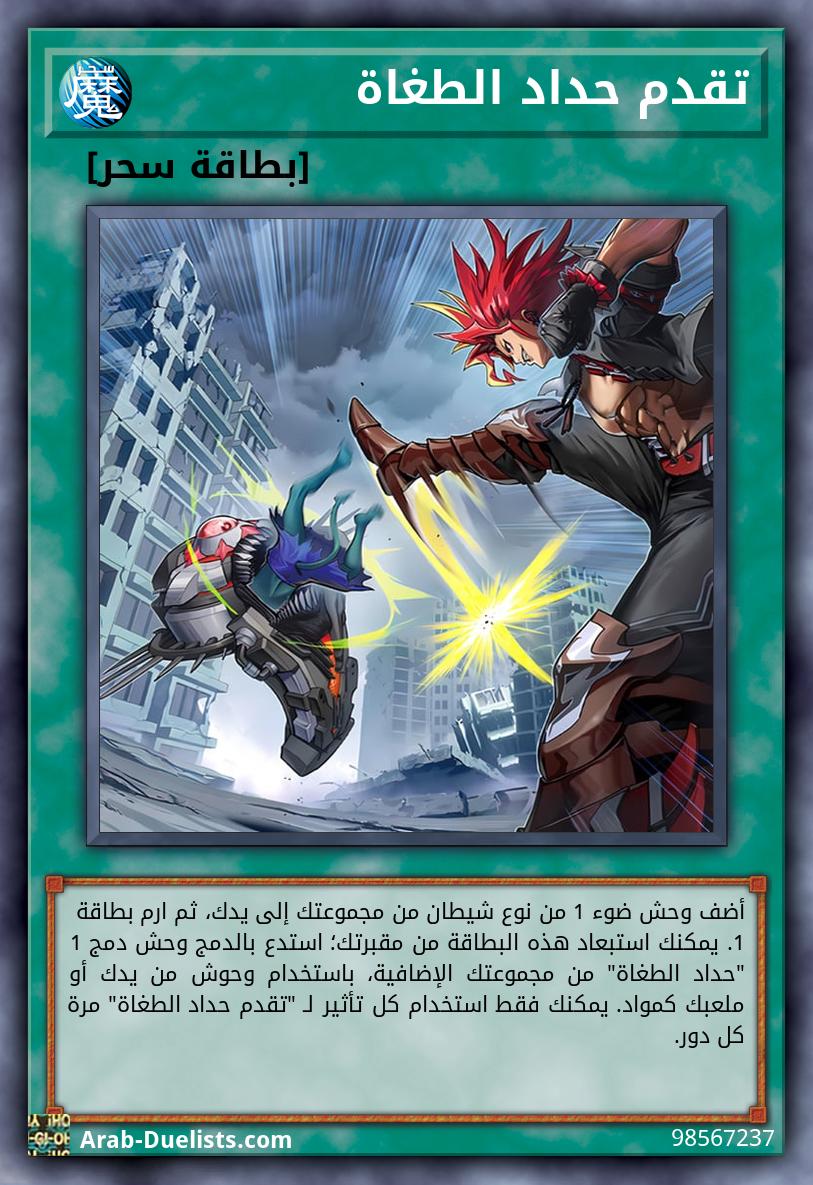 تقدم حداد الطغاة
魔
[بطاقة سحر]
أضف وحش ضوء 1 من نوع شيطان من مجموعتك إلى يدك، ثم ارم بطاقة
1. يمكنك استبعاد هذه البطاقة من مقبرتك؛ استدع بالدمج وحش دمج 1
"حداد الطغاة" من مجموعتك الإضافية، باستخدام وحوش من يدك أو
ملعبك كمواد. يمكنك فقط استخدام كل تأثير لـ "تقدم حداد الطغاة" مرة
كل دور.
Arab-Duelists.com
98567237